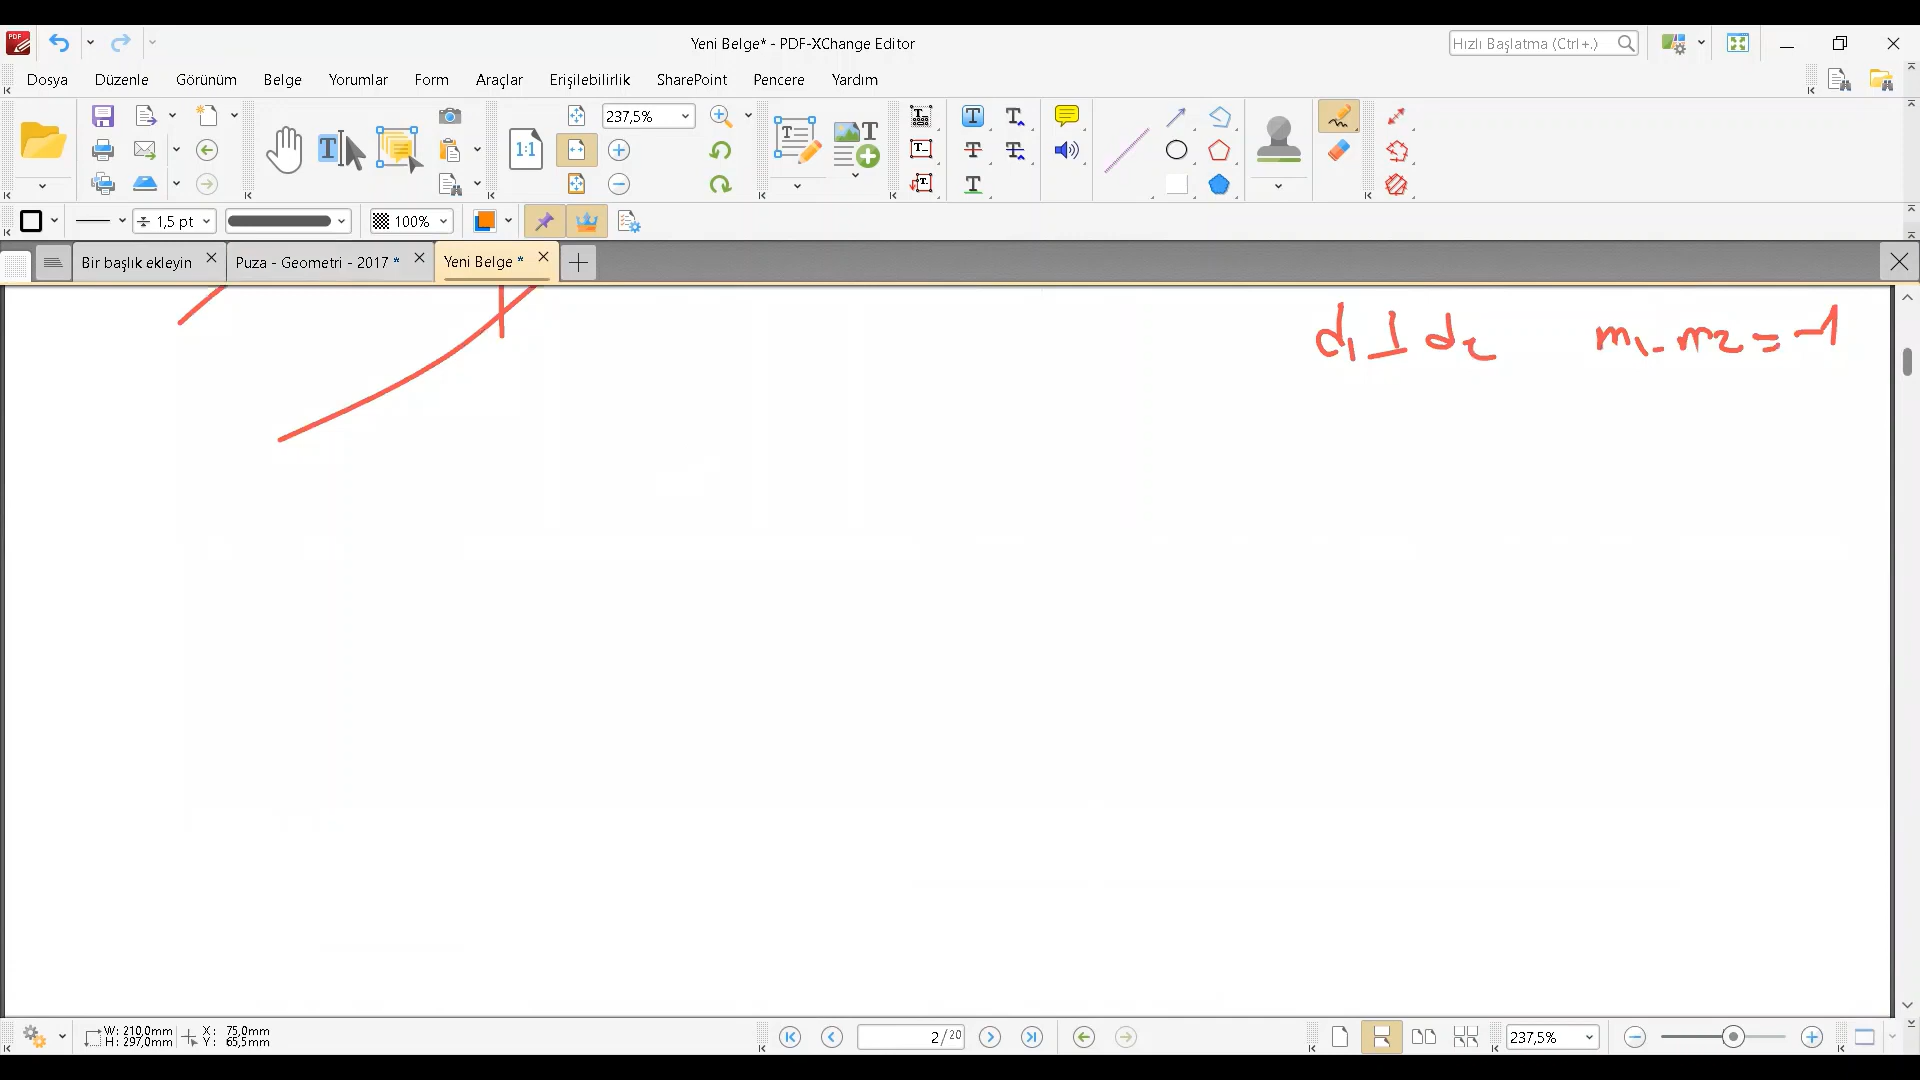 Yeni Belge* - PDF-XChange Editor
Hızlı Başlatma (Ctrl+.)
Dosya Düzenle Görünüm Belge Yorumlar Form Araçlar Erişilebilirlik SharePoint Pencere Yardım
237,5%
1:1
1,5 pt
100%
Bir başlık ekleyin
Puza - Geometri - 2017 *
Yeni Belge *
d₁ ⊥ d₂ m₁ . m₂ = -1
W: 210,0mm
H: 297,0mm
X: 75,0mm
Y: 65,5mm
2/20
237,5%